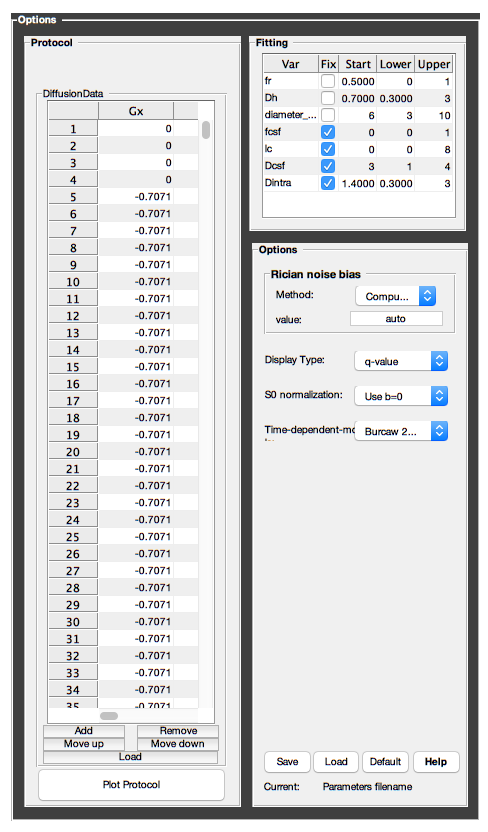 Options
Protocol
DiffusionData
Gx
1 0
2 0
3 0
4 0
5 -0.7071
6 -0.7071
7 -0.7071
8 -0.7071
9 -0.7071
10 -0.7071
11 -0.7071
12 -0.7071
13 -0.7071
14 -0.7071
15 -0.7071
16 -0.7071
17 -0.7071
18 -0.7071
19 -0.7071
20 -0.7071
21 -0.7071
22 -0.7071
23 -0.7071
24 -0.7071
25 -0.7071
26 -0.7071
27 -0.7071
28 -0.7071
29 -0.7071
30 -0.7071
31 -0.7071
32 -0.7071
33 -0.7071
34 -0.7071
35 -0.7071
Add Remove
Move up Move down
Load
Plot Protocol
Fitting
Var Fix Start Lower Upper
fr 0.5000 0 1
Dh 0.7000 0.3000 3
diameter_... 6 3 10
fcsf 0 0 1
lc 0 0 8
Dcsf 3 1 4
Dintra 1.4000 0.3000 3
Options
Rician noise bias
Method: Compu...
value: auto
Display Type: q-value
S0 normalization: Use b=0
Time-dependent-mo Burcaw 2...
Save Load Default Help
Current: Parameters filename